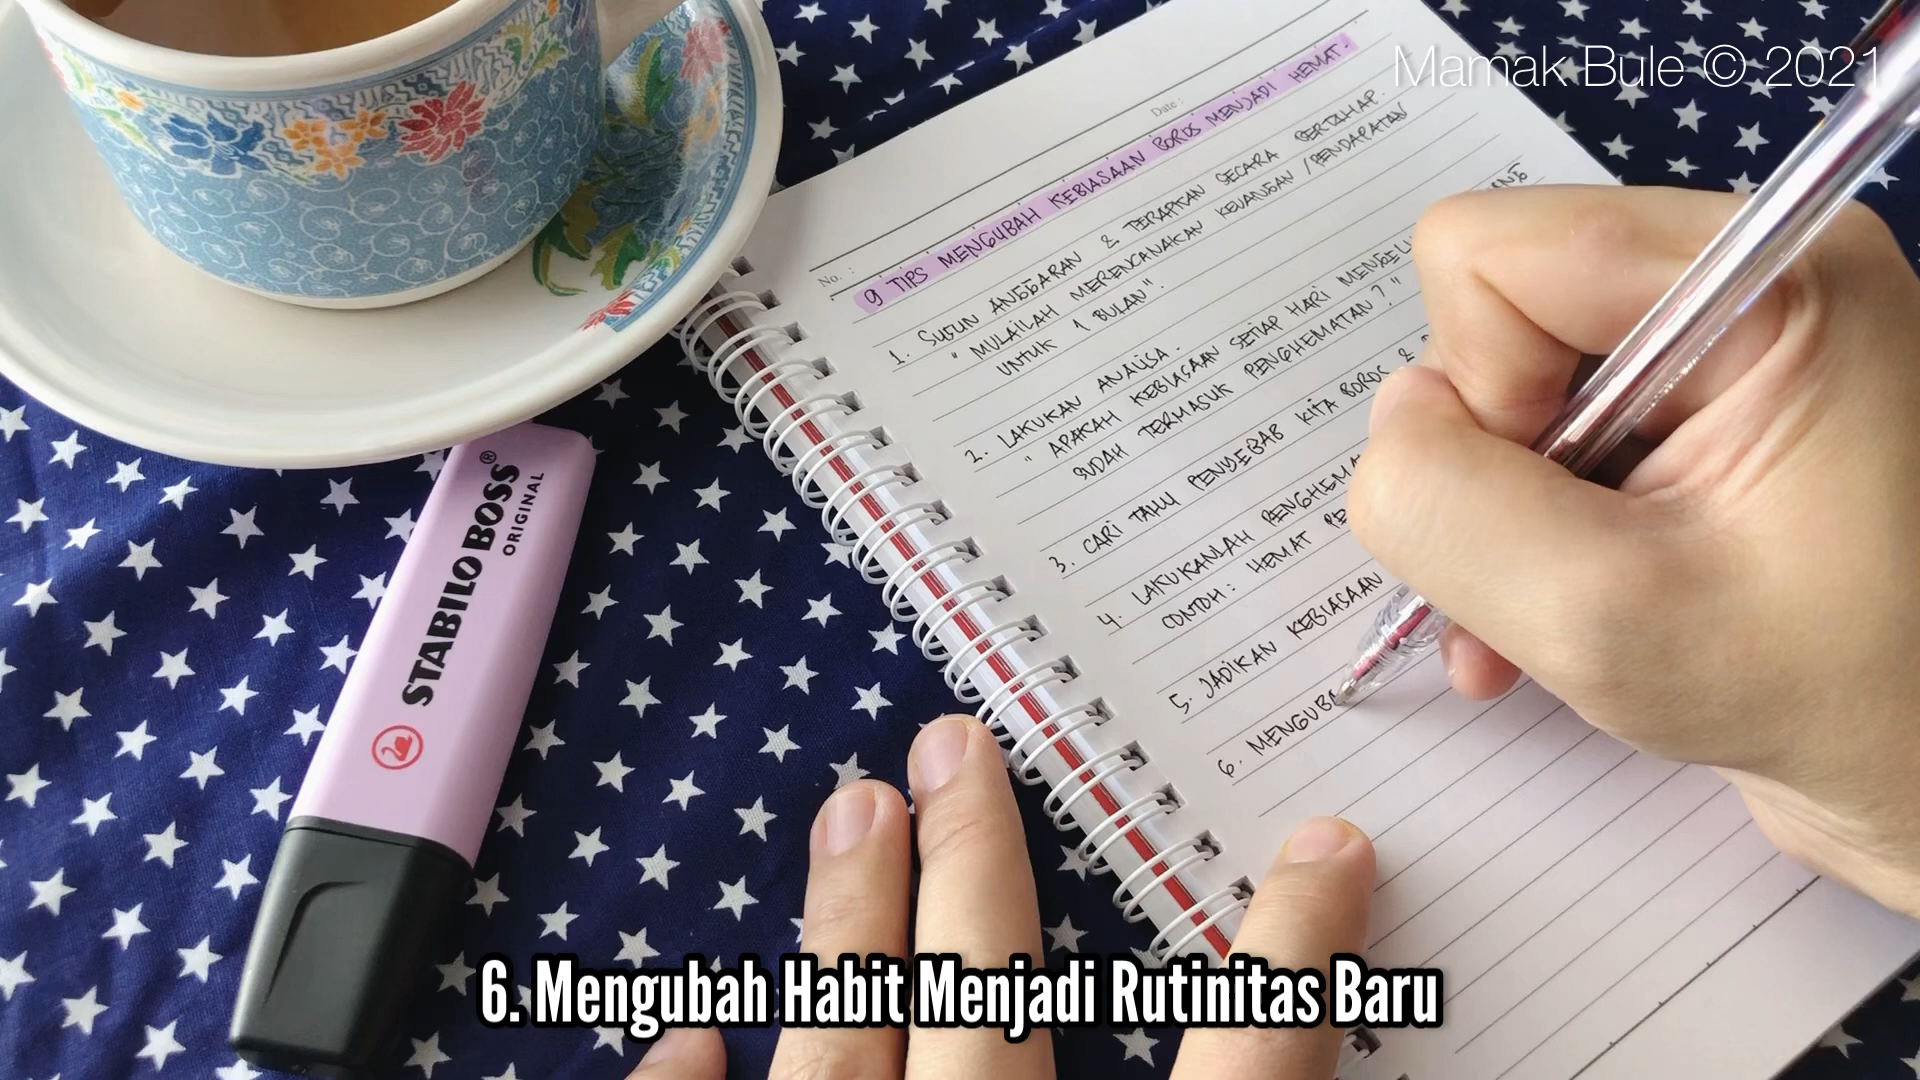 Mamak Bule © 2021
Date :
No. :
9 TIPS MENGUBAH KEBIASAAN BOROS MENJADI HEMAT.
1. SUSUN ANGGARAN & TERAPKAN SECARA BERTAHAP.
" MULAILAH MERENCANAKAN KEUANGAN / PENDAPATAN
UNTUK 1 BULAN".
2. LAKUKAN ANALISA.
" APAKAH KEBIASAAN SETIAP HARI
SUDAH TERMASUK PENGHEMATAN ? "
3. CARI TAHU PENYEBAB KITA BOROS &
4. LAKUKANLAH
CONTOH : HEMAT
5. JADIKAN KEBIASAAN
6. MENGUBA
STABILO BOSS®
ORIGINAL
6. Mengubah Habit Menjadi Rutinitas Baru